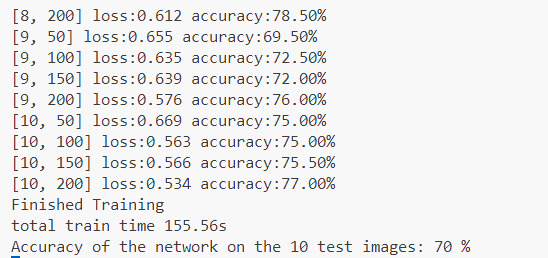 [8, 200] loss:0.612 accuracy:78.50%
[9, 50] loss:0.655 accuracy:69.50%
[9, 100] loss:0.635 accuracy:72.50%
[9, 150] loss:0.639 accuracy:72.00%
[9, 200] loss:0.576 accuracy:76.00%
[10, 50] loss:0.669 accuracy:75.00%
[10, 100] loss:0.563 accuracy:75.00%
[10, 150] loss:0.566 accuracy:75.50%
[10, 200] loss:0.534 accuracy:77.00%
Finished Training
total train time 155.56s
Accuracy of the network on the 10 test images: 70 %